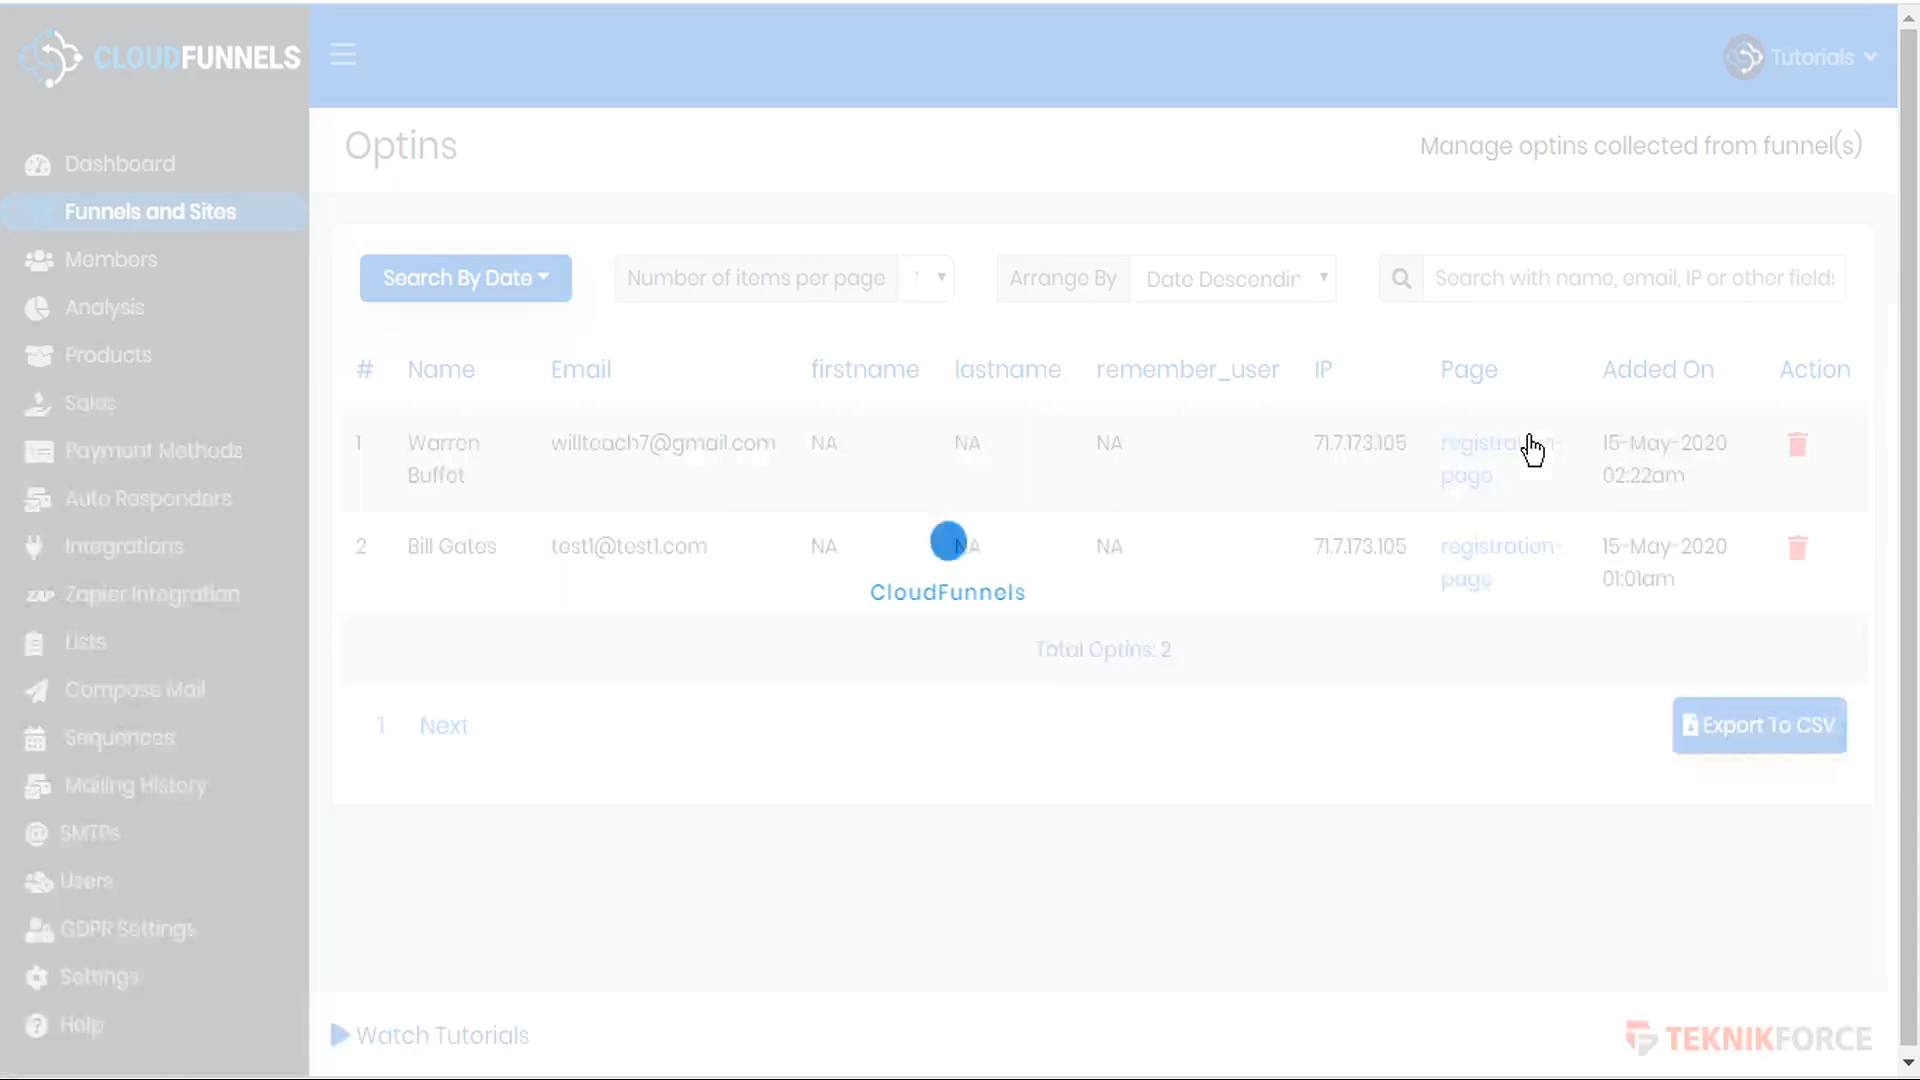 CLOUDFUNNELS
Tutorials
Dashboard
Funnels and Sites
Members
Analysis
Products
Sales
Payment Methods
Auto Responders
Integrations
ZAP Zapier Integration
Lists
Compose Mail
Sequences
Mailing History
SMTPs
Users
GDPR Settings
Settings
Help
Optins
Manage optins collected from funnel(s)
Search By Date
Number of items per page
Arrange By
Date Descendin
Search with name, email, IP or other fields
# Name Email firstname lastname remember_user IP Page Added On Action
1 Warren Buffet willteach7@gmail.com NA NA NA 71.7.173.105 registration-page 15-May-2020 02:22am
2 Bill Gates test1@test1.com NA NA NA 71.7.173.105 registration-page 15-May-2020 01:01am
CloudFunnels
Total Optins: 2
1 Next
Export To CSV
Watch Tutorials
TEKNIKFORCE